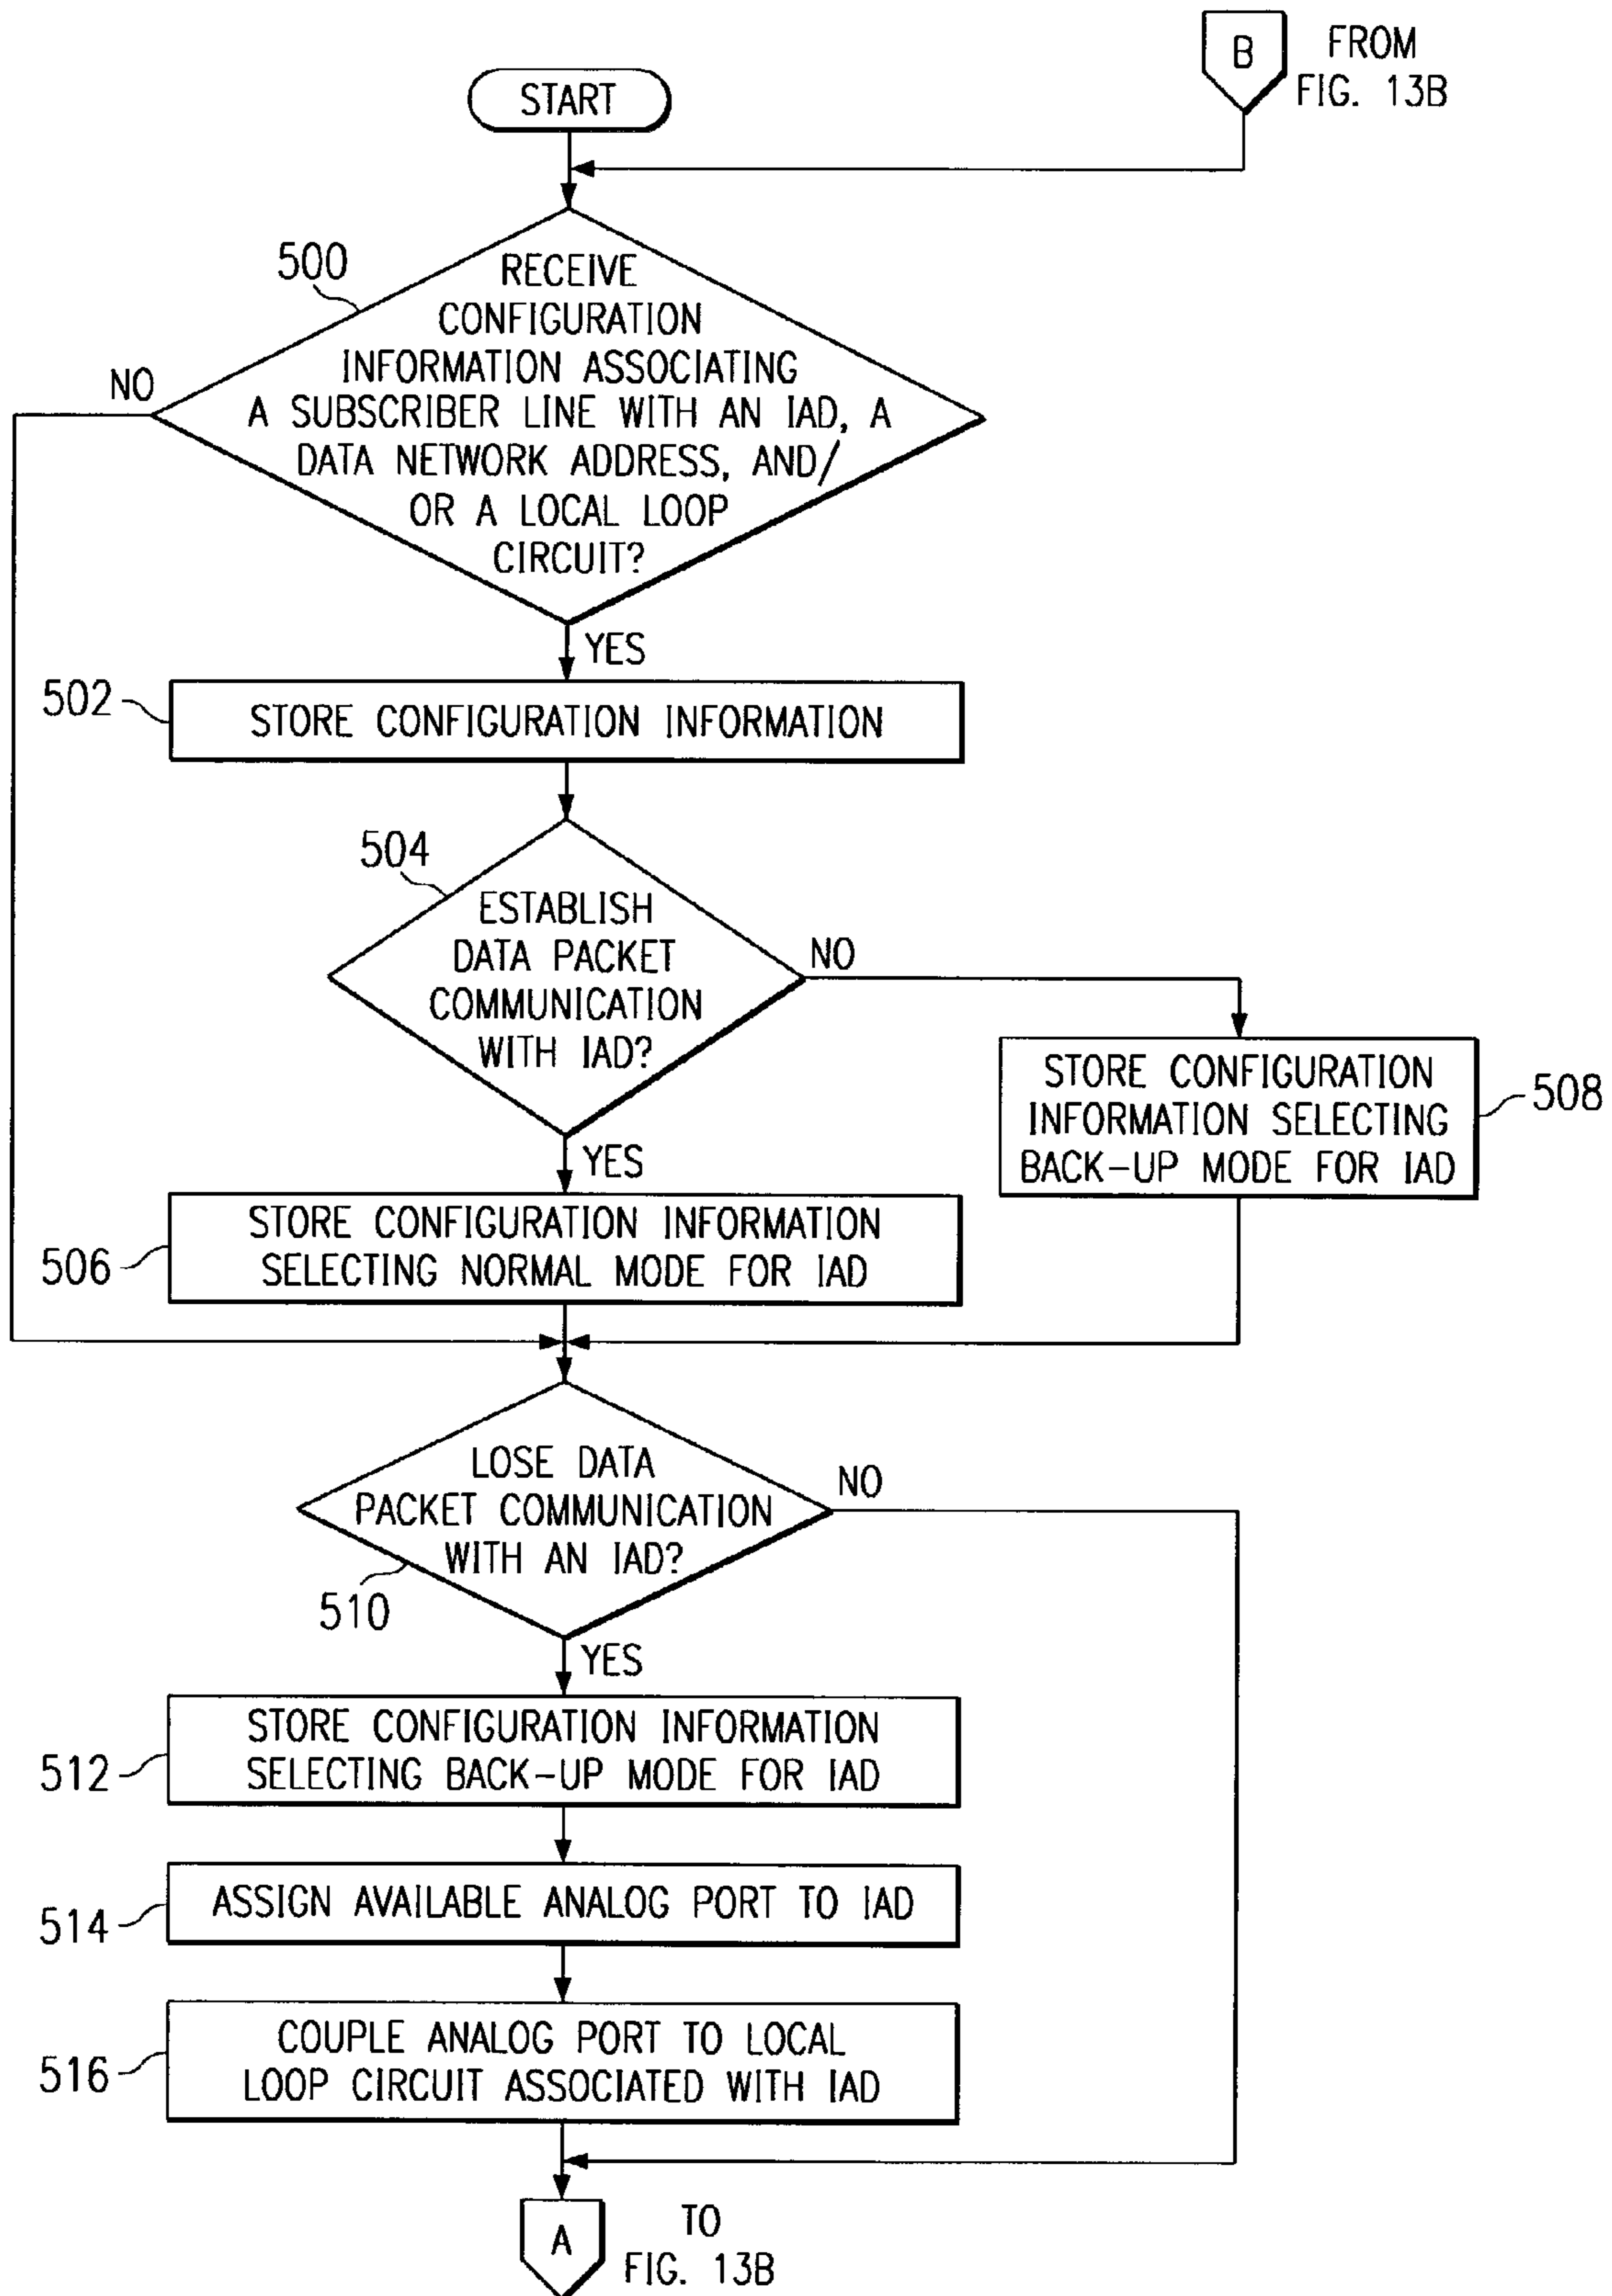 B
FROM
FIG. 13B
START
500
RECEIVE
CONFIGURATION
INFORMATION ASSOCIATING
A SUBSCRIBER LINE WITH AN IAD, A
DATA NETWORK ADDRESS, AND/
OR A LOCAL LOOP
CIRCUIT?
NO
YES
502
STORE CONFIGURATION INFORMATION
504
ESTABLISH
DATA PACKET
COMMUNICATION
WITH IAD?
NO
STORE CONFIGURATION
INFORMATION SELECTING
BACK-UP MODE FOR IAD
508
YES
506
STORE CONFIGURATION INFORMATION
SELECTING NORMAL MODE FOR IAD
LOSE DATA
PACKET COMMUNICATION
WITH AN IAD?
NO
510
YES
512
STORE CONFIGURATION INFORMATION
SELECTING BACK-UP MODE FOR IAD
514
ASSIGN AVAILABLE ANALOG PORT TO IAD
516
COUPLE ANALOG PORT TO LOCAL
LOOP CIRCUIT ASSOCIATED WITH IAD
A
TO
FIG. 13B